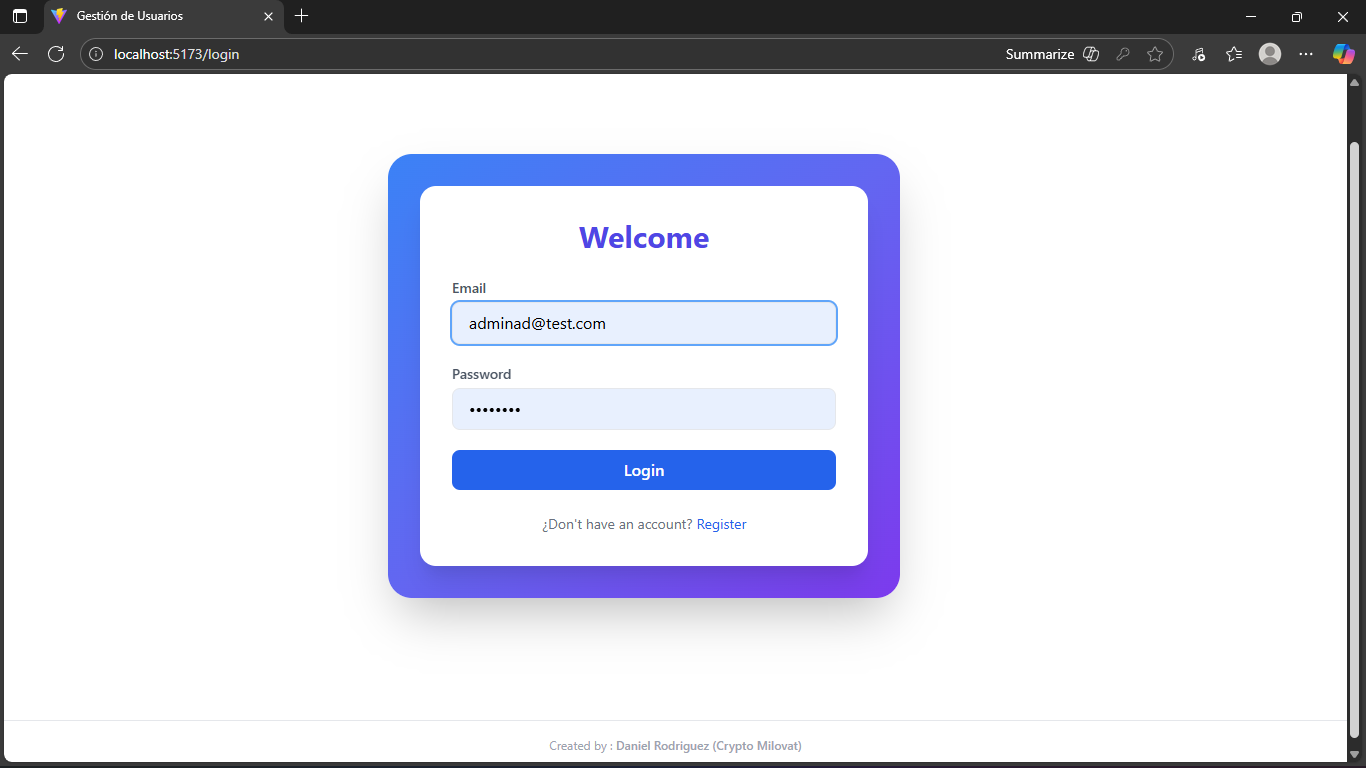 Gestión de Usuarios
localhost:5173/login
Summarize
Welcome
Email
adminad@test.com
Password
••••••••
Login
¿Don't have an account? Register
Created by : Daniel Rodriguez (Crypto Milovat)